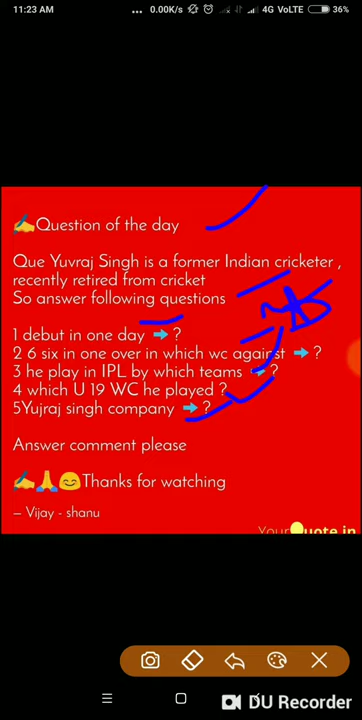 11:23 AM ... 0.00K/s 4G VoLTE 36%
✍️Question of the day
Que Yuvraj Singh is a former Indian cricketer ,
recently retired from cricket
So answer following questions
1 debut in one day ➡️ ?
2 6 six in one over in which wc against ➡️ ?
3 he play in IPL by which teams ➡️ ?
4 which U 19 WC he played ?
5Yujraj singh company ➡️ ?
Answer comment please
✍️🙏😊Thanks for watching
– Vijay - shanu
YourQuote.in
DU Recorder